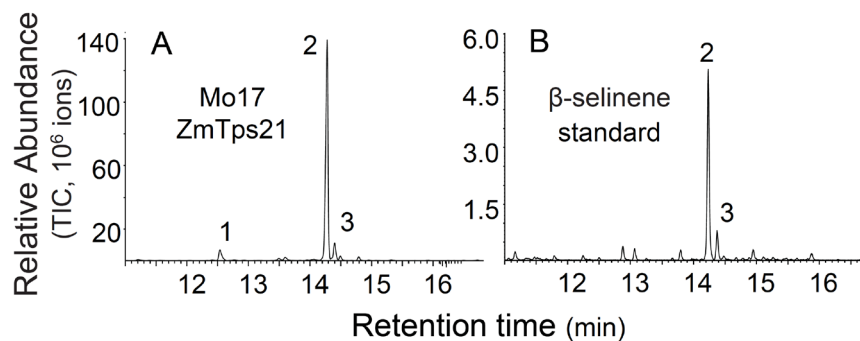 Relative Abundance
(TIC, 10⁶ ions)
A
Mo17
ZmTps21
140
100
60
20
1
2
3
12 13 14 15 16
B
β-selinene
standard
6.0
4.5
3.0
1.5
2
3
12 13 14 15 16
Retention time (min)